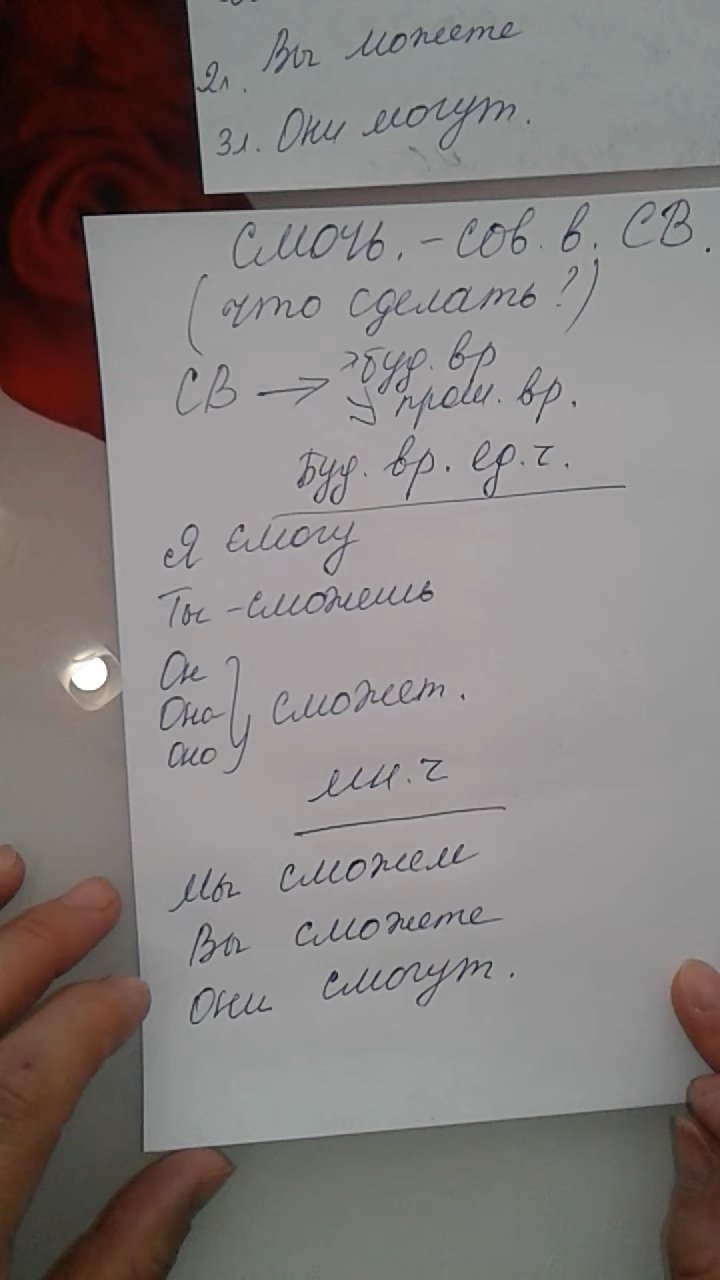 2л. Вы можете
3л. Они могут.
Смочь. – сов. в. СВ.
(что сделать?)
СВ → буд. вр
прош. вр.
Буд. вр. ед. ч.
Я смогу
Ты – сможешь
Он
Она } сможет.
Оно
мн. ч
Мы сможем
Вы сможете
Они смогут.